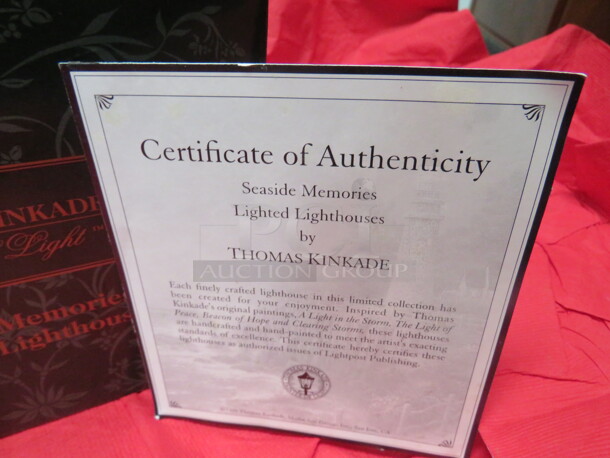 INKADE
Light ™
Memories
Lighthous
Certificate of Authenticity
Seaside Memories
Lighted Lighthouses
by
THOMAS KINKADE
AUCTION GROUP
Each finely crafted lighthouse in this limited collection has
been created for your enjoyment. Inspired by Thomas
Kinkade's original paintings, A Light in the Storm, The Light of
Peace, Beacon of Hope and Clearing Storms, these lighthouses
are handcrafted and hand-painted to meet the artist's exacting
standards of excellence. This certificate hereby certifies these
lighthouses as authorized issues of Lightpost Publishing.